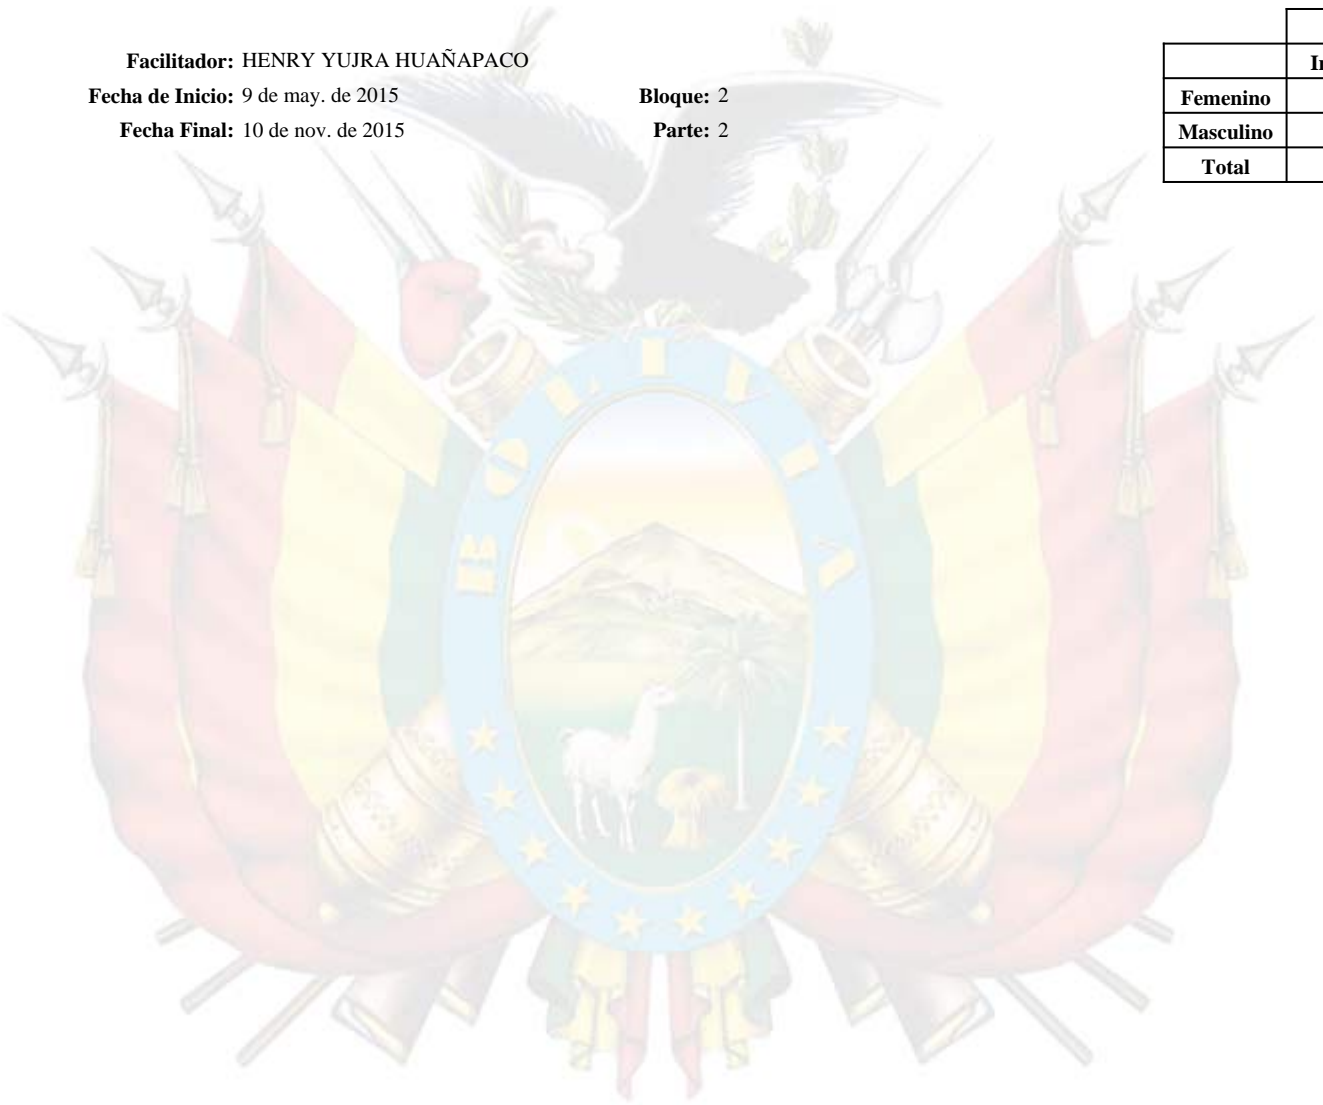 Facilitador: HENRY YUJRA HUAÑAPACO
Fecha de Inicio: 9 de may. de 2015 Bloque: 2
Fecha Final: 10 de nov. de 2015 Parte: 2
Femenino
Masculino
Total
BOLIVIA